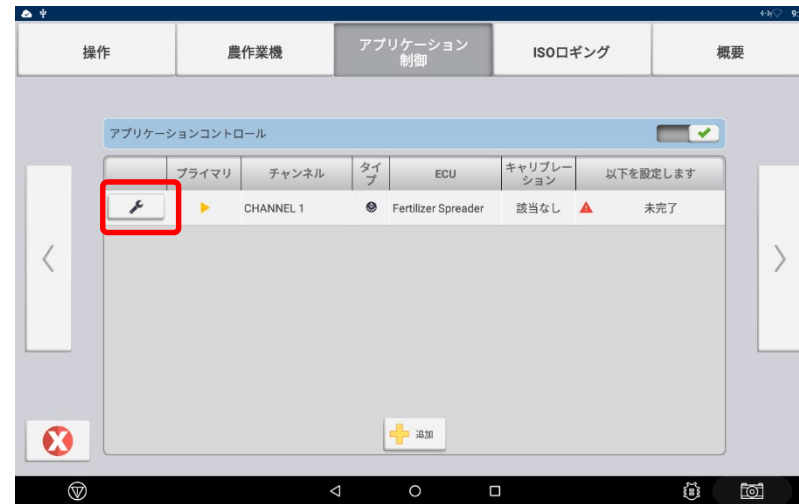 9:
操作
農作業機
アプリケーション
制御
ISOロギング
概要
アプリケーションコントロール
プライマリ
チャンネル
タイ
プ
ECU
キャリブレー
ション
以下を設定します
CHANNEL 1
Fertilizer Spreader
該当なし
未完了
追加